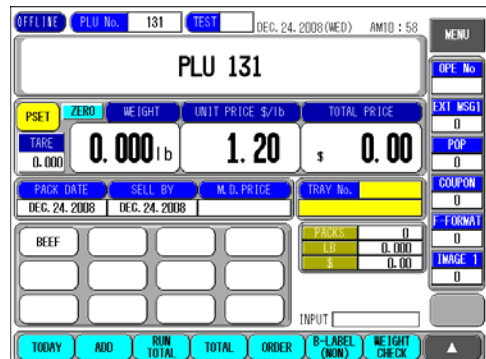 OFFLINE PLU No. 131 TEST DEC. 24. 2008 (WED) AM10 : 58 MENU
PLU 131
OPE No
PSET ZERO WEIGHT UNIT PRICE $/lb TOTAL PRICE
EXT MSG1
0
TARE
0.000
0.000 lb 1.20 $ 0.00
POP
0
PACK DATE SELL BY M.D.PRICE TRAY No.
DEC. 24. 2008 DEC. 24. 2008
COUPON
0
F-FORMAT
0
BEEF
PACKS 0
LB 0.000
$ 0.00
IMAGE 1
0
INPUT
TODAY ADD RUN TOTAL TOTAL ORDER B-LABEL (NON) WEIGHT CHECK ▲